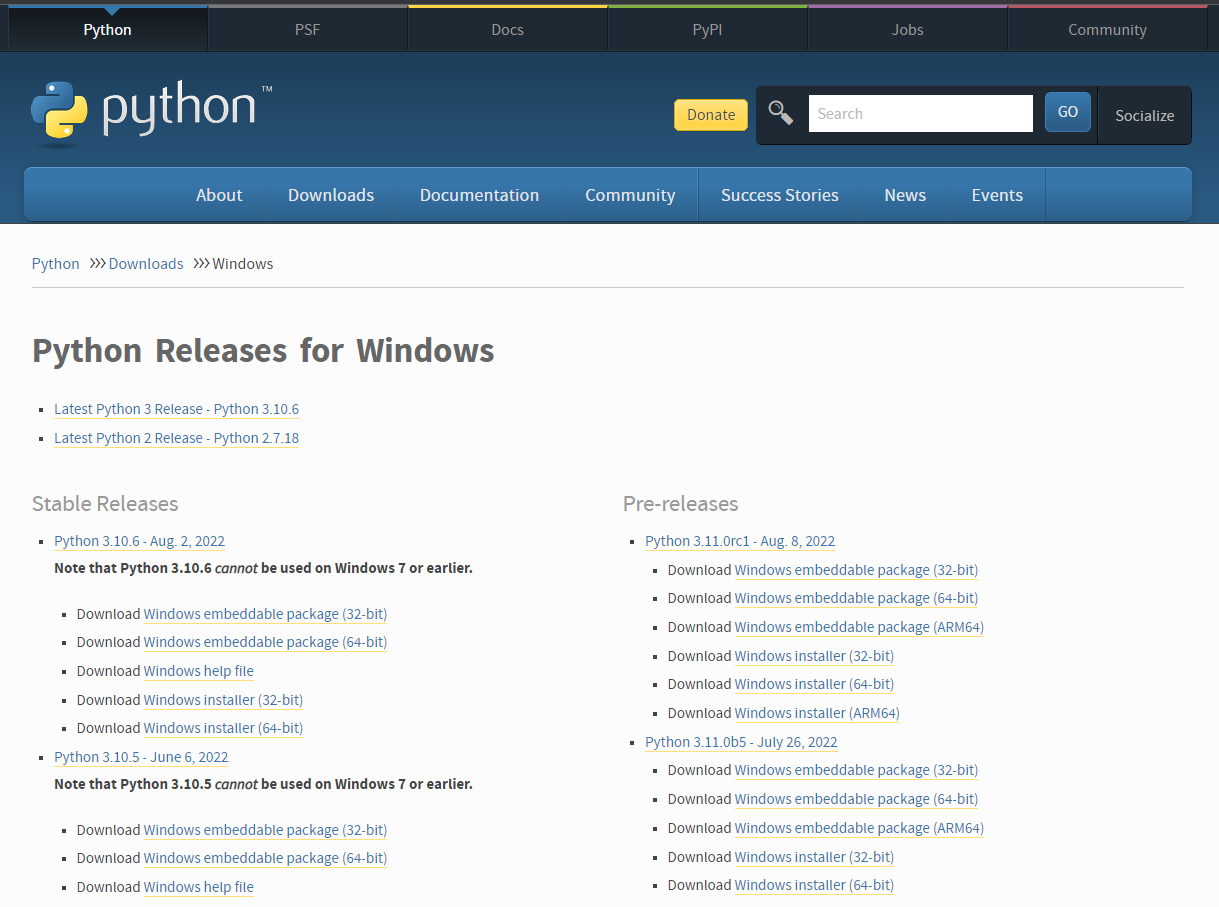 Python PSF Docs PyPI Jobs Community
python™
Donate Search GO Socialize
About Downloads Documentation Community Success Stories News Events
Python >>> Downloads >>> Windows
Python Releases for Windows
Latest Python 3 Release - Python 3.10.6
Latest Python 2 Release - Python 2.7.18
Stable Releases
Python 3.10.6 - Aug. 2, 2022
Note that Python 3.10.6 cannot be used on Windows 7 or earlier.
Download Windows embeddable package (32-bit)
Download Windows embeddable package (64-bit)
Download Windows help file
Download Windows installer (32-bit)
Download Windows installer (64-bit)
Python 3.10.5 - June 6, 2022
Note that Python 3.10.5 cannot be used on Windows 7 or earlier.
Download Windows embeddable package (32-bit)
Download Windows embeddable package (64-bit)
Download Windows help file
Pre-releases
Python 3.11.0rc1 - Aug. 8, 2022
Download Windows embeddable package (32-bit)
Download Windows embeddable package (64-bit)
Download Windows embeddable package (ARM64)
Download Windows installer (32-bit)
Download Windows installer (64-bit)
Download Windows installer (ARM64)
Python 3.11.0b5 - July 26, 2022
Download Windows embeddable package (32-bit)
Download Windows embeddable package (64-bit)
Download Windows embeddable package (ARM64)
Download Windows installer (32-bit)
Download Windows installer (64-bit)